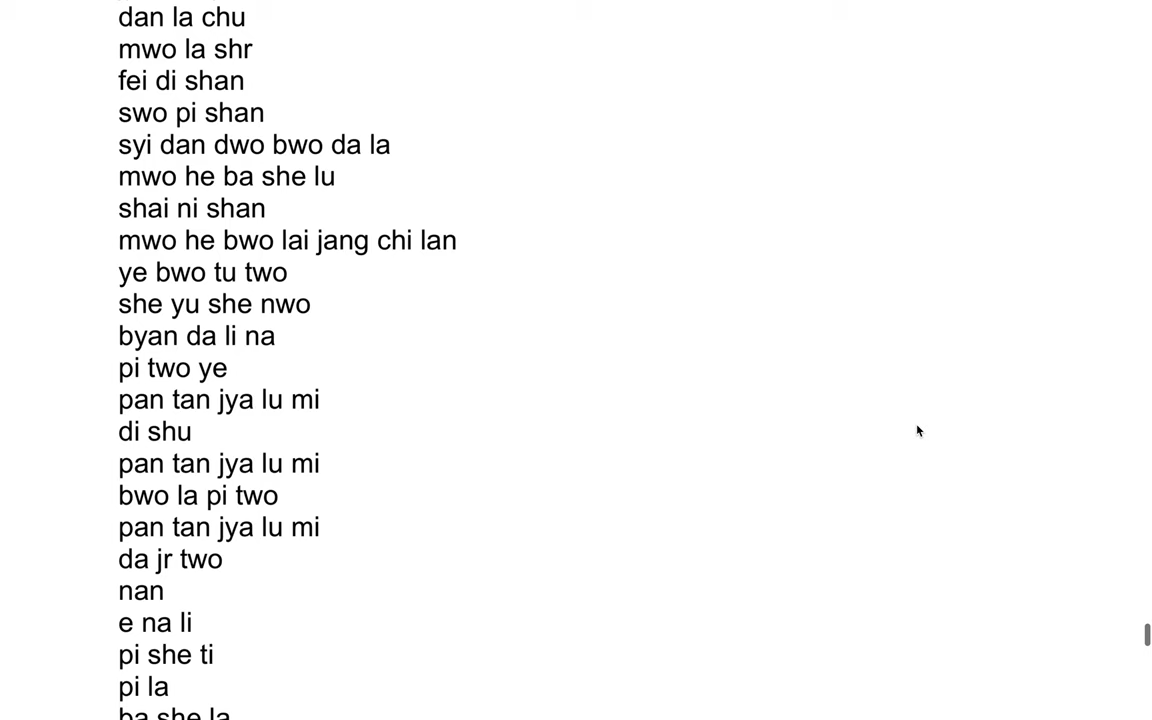 dan la chu
mwo la shr
fei di shan
swo pi shan
syi dan dwo bwo da la
mwo he ba she lu
shai ni shan
mwo he bwo lai jang chi lan
ye bwo tu two
she yu she nwo
byan da li na
pi two ye
pan tan jya lu mi
di shu
pan tan jya lu mi
bwo la pi two
pan tan jya lu mi
da jr two
nan
e na li
pi she ti
pi la
ba she la